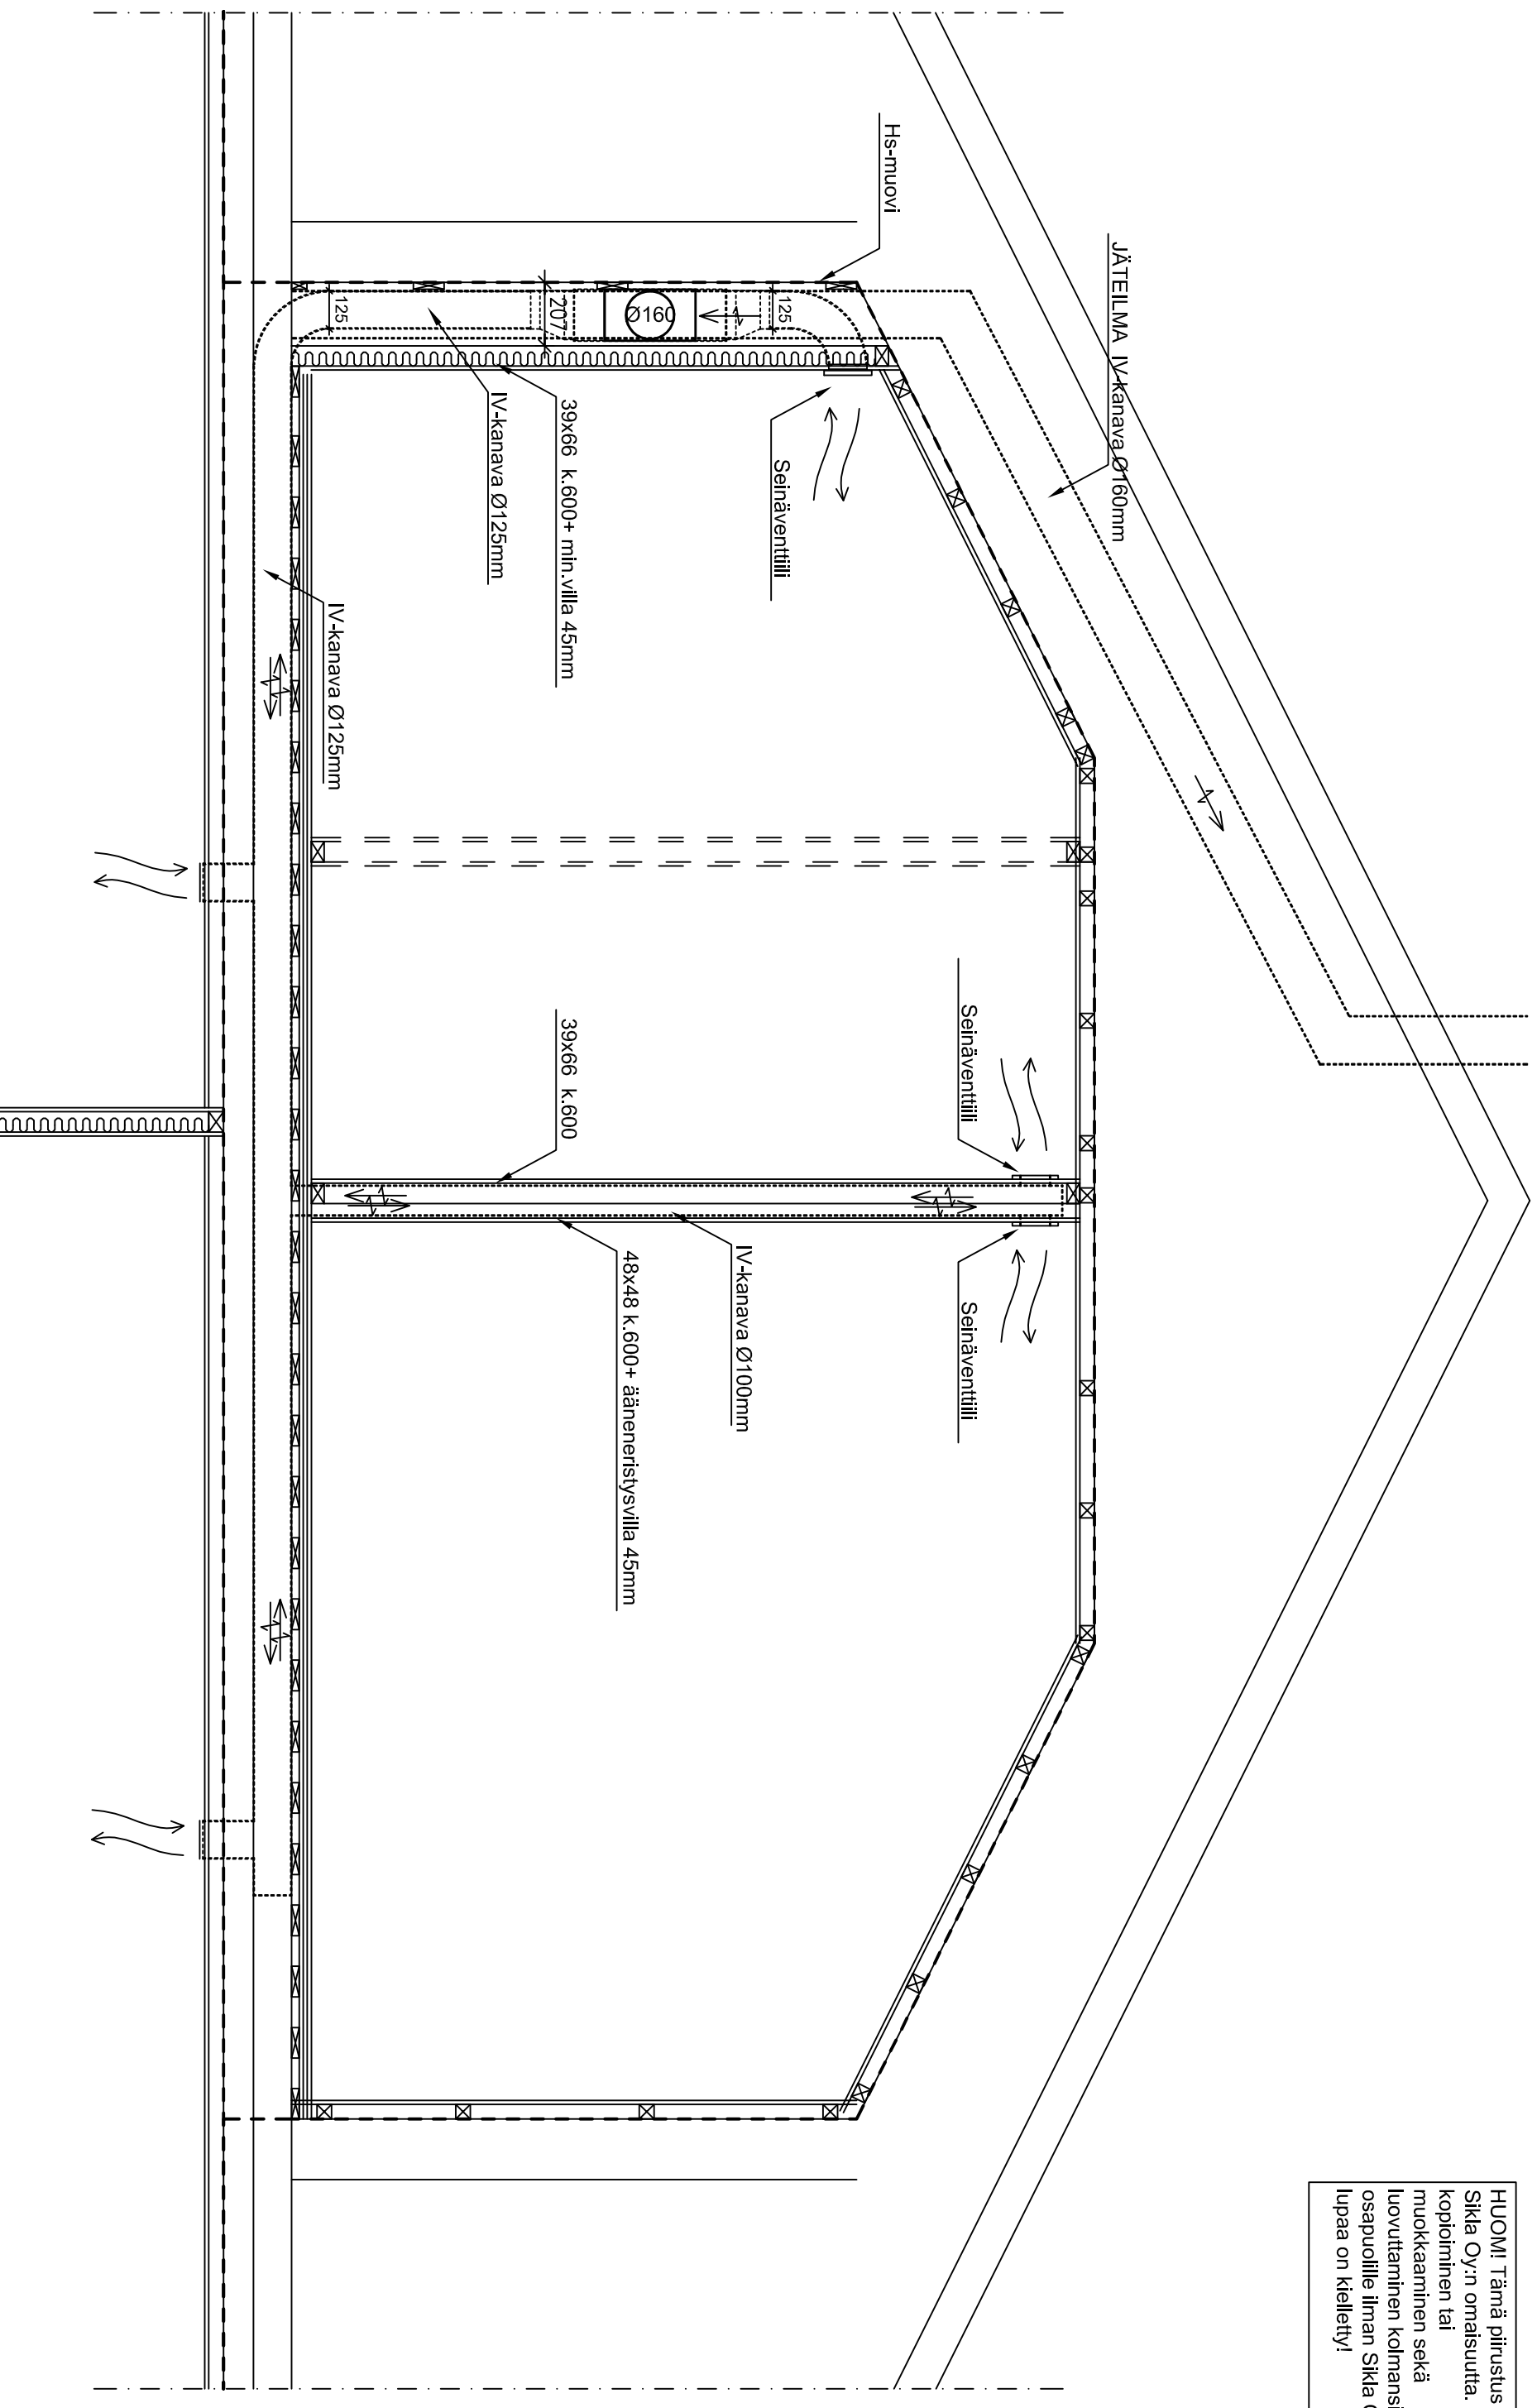 HUOM! Tämä piirustus
Sikla Oy:n omaisuutta.
kopioiminen tai
muokkaaminen sekä
luovuttaminen
osapuolille ilman Sikla
lupaa on kielletty!
JÄTEILMA IV-kanava Ø160mm
Hs-muovi
Seinäventtiili
Seinäventtiili
Seinäventtiili
125
Ø160
207
125
39x66 k.600+ min.villa 45mm
IV-kanava Ø125mm
IV-kanava Ø125mm
39x66 k.600
IV-kanava Ø100mm
48x48 k.600+ ääneneristysvilla 45mm